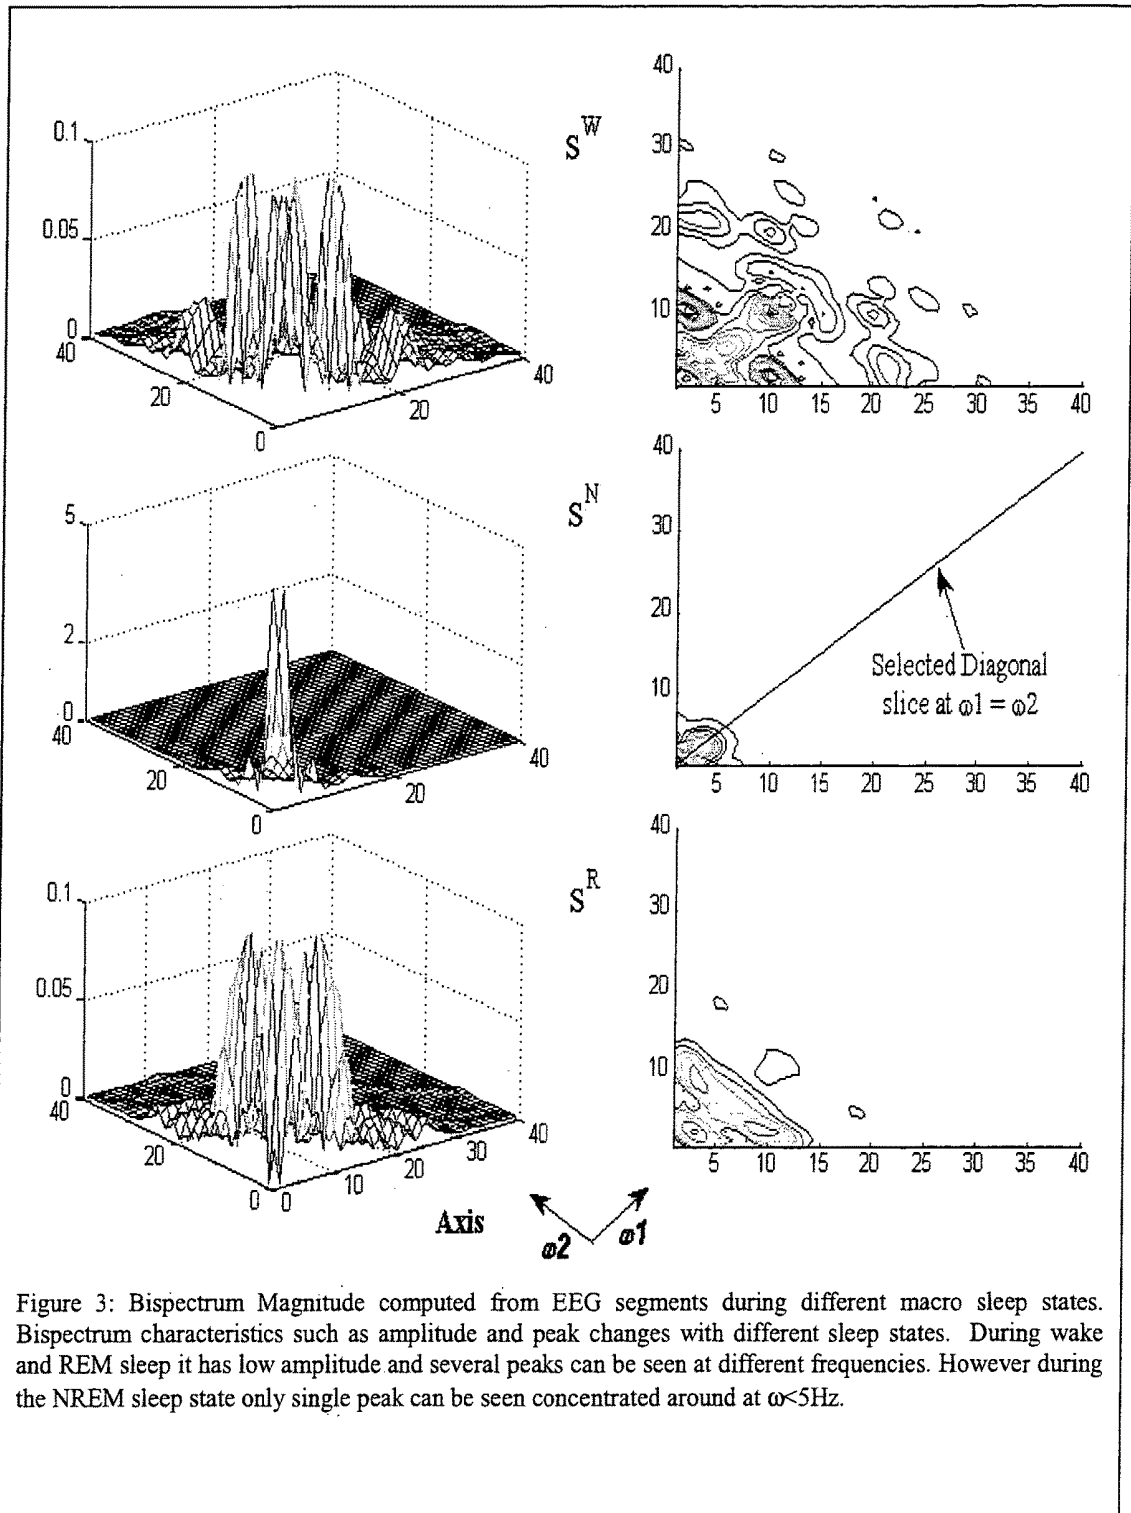 0.1
0.05
0
40
20
0
20
40
S^W
40
30
20
10
5 10 15 20 25 30 35 40
5
2
0
40
20
0
20
40
S^N
40
30
20
10
5 10 15 20 25 30 35 40
Selected Diagonal
slice at ω1 = ω2
0.1
0.05
0
40
20
0 0
10
20
30
40
S^R
40
30
20
10
5 10 15 20 25 30 35 40
Axis
ω2
ω1
Figure 3: Bispectrum Magnitude computed from EEG segments during different macro sleep states.
Bispectrum characteristics such as amplitude and peak changes with different sleep states. During wake
and REM sleep it has low amplitude and several peaks can be seen at different frequencies. However during
the NREM sleep state only single peak can be seen concentrated around at ω<5Hz.